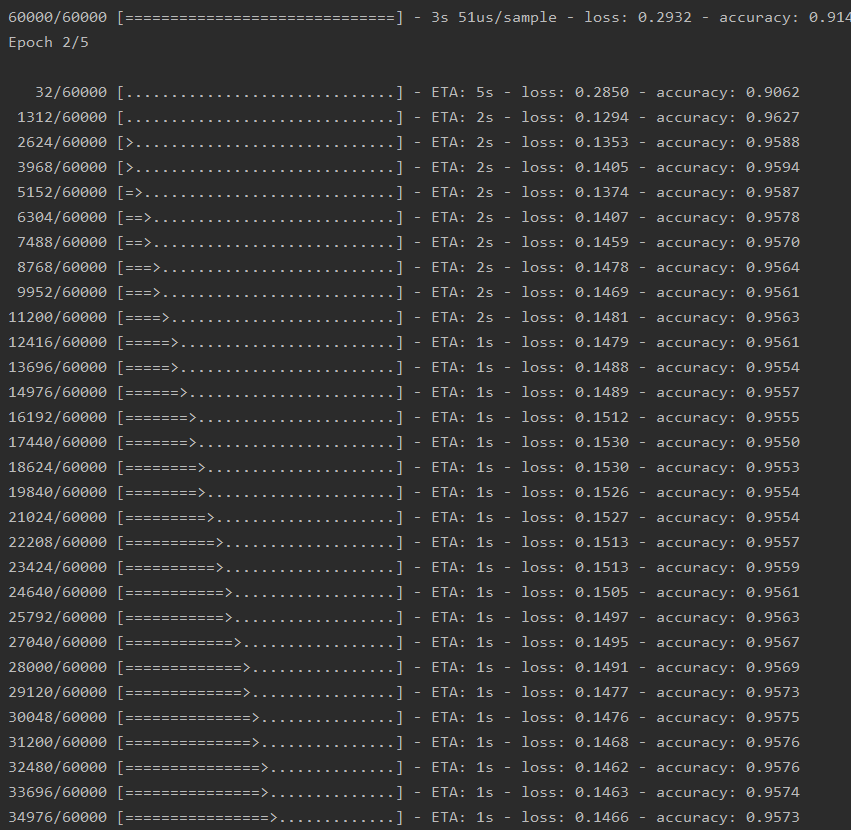 60000/60000 [==============================] - 3s 51us/sample - loss: 0.2932 - accuracy: 0.914
Epoch 2/5

   32/60000 [..............................] - ETA: 5s - loss: 0.2850 - accuracy: 0.9062
 1312/60000 [..............................] - ETA: 2s - loss: 0.1294 - accuracy: 0.9627
 2624/60000 [>.............................] - ETA: 2s - loss: 0.1353 - accuracy: 0.9588
 3968/60000 [>.............................] - ETA: 2s - loss: 0.1405 - accuracy: 0.9594
 5152/60000 [=>............................] - ETA: 2s - loss: 0.1374 - accuracy: 0.9587
 6304/60000 [==>...........................] - ETA: 2s - loss: 0.1407 - accuracy: 0.9578
 7488/60000 [==>...........................] - ETA: 2s - loss: 0.1459 - accuracy: 0.9570
 8768/60000 [===>..........................] - ETA: 2s - loss: 0.1478 - accuracy: 0.9564
 9952/60000 [===>..........................] - ETA: 2s - loss: 0.1469 - accuracy: 0.9561
11200/60000 [====>.........................] - ETA: 2s - loss: 0.1481 - accuracy: 0.9563
12416/60000 [=====>........................] - ETA: 1s - loss: 0.1479 - accuracy: 0.9561
13696/60000 [=====>........................] - ETA: 1s - loss: 0.1488 - accuracy: 0.9554
14976/60000 [======>.......................] - ETA: 1s - loss: 0.1489 - accuracy: 0.9557
16192/60000 [=======>......................] - ETA: 1s - loss: 0.1512 - accuracy: 0.9555
17440/60000 [=======>......................] - ETA: 1s - loss: 0.1530 - accuracy: 0.9550
18624/60000 [========>.....................] - ETA: 1s - loss: 0.1530 - accuracy: 0.9553
19840/60000 [========>.....................] - ETA: 1s - loss: 0.1526 - accuracy: 0.9554
21024/60000 [=========>....................] - ETA: 1s - loss: 0.1527 - accuracy: 0.9554
22208/60000 [==========>...................] - ETA: 1s - loss: 0.1513 - accuracy: 0.9557
23424/60000 [==========>...................] - ETA: 1s - loss: 0.1513 - accuracy: 0.9559
24640/60000 [===========>..................] - ETA: 1s - loss: 0.1505 - accuracy: 0.9561
25792/60000 [===========>..................] - ETA: 1s - loss: 0.1497 - accuracy: 0.9563
27040/60000 [============>.................] - ETA: 1s - loss: 0.1495 - accuracy: 0.9567
28000/60000 [=============>................] - ETA: 1s - loss: 0.1491 - accuracy: 0.9569
29120/60000 [=============>................] - ETA: 1s - loss: 0.1477 - accuracy: 0.9573
30048/60000 [==============>...............] - ETA: 1s - loss: 0.1476 - accuracy: 0.9575
31200/60000 [==============>...............] - ETA: 1s - loss: 0.1468 - accuracy: 0.9576
32480/60000 [===============>..............] - ETA: 1s - loss: 0.1462 - accuracy: 0.9576
33696/60000 [===============>..............] - ETA: 1s - loss: 0.1463 - accuracy: 0.9574
34976/60000 [================>.............] - ETA: 1s - loss: 0.1466 - accuracy: 0.9573